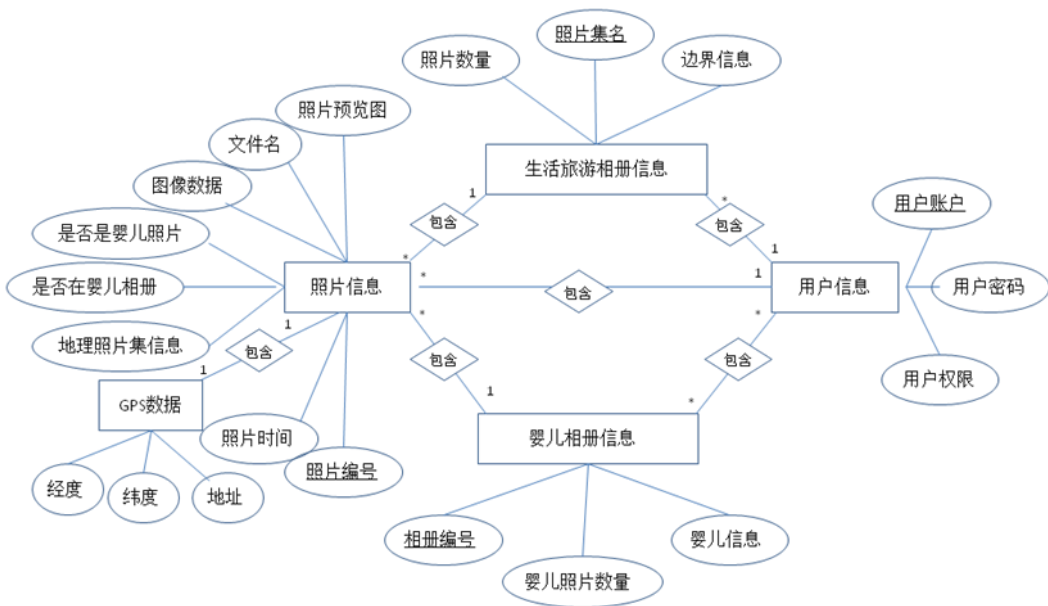 照片集名
照片数量
边界信息
照片预览图
文件名
图像数据
生活旅游相册信息
1
*
包含
包含
用户账户
是否是婴儿照片
*
1
是否在婴儿相册
照片信息
*
包含
1
用户信息
用户密码
地理照片集信息
1
*
*
包含
包含
包含
1
用户权限
GPS数据
1
*
照片时间
婴儿相册信息
照片编号
经度
纬度
地址
相册编号
婴儿信息
婴儿照片数量